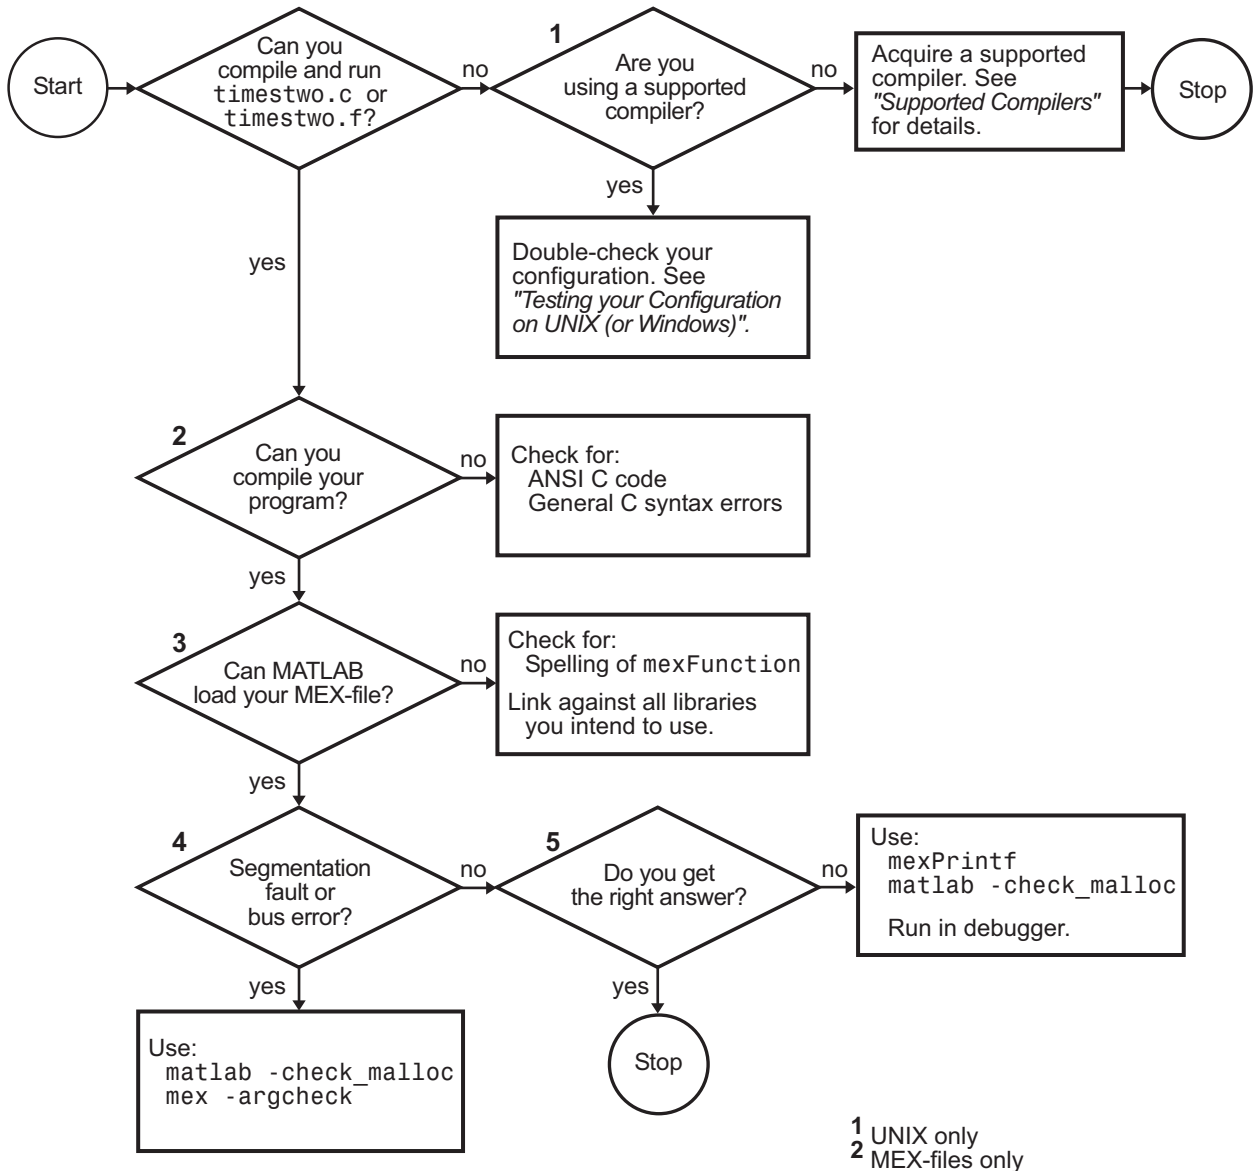 Start
Can you
compile and run
timestwo.c or
timestwo.f?
no
1
Are you
using a supported
compiler?
no
Acquire a supported
compiler. See
"Supported Compilers"
for details.
Stop
yes
Double-check your
configuration. See
"Testing your Configuration
on UNIX (or Windows)".
yes
2
Can you
compile your
program?
no
Check for:
ANSI C code
General C syntax errors
yes
3
Can MATLAB
load your MEX-file?
no
Check for:
Spelling of mexFunction
Link against all libraries
you intend to use.
yes
4
Segmentation
fault or
bus error?
no
5
Do you get
the right answer?
no
Use:
mexPrintf
matlab -check_malloc
Run in debugger.
yes
Use:
matlab -check_malloc
mex -argcheck
yes
Stop
1 UNIX only
2 MEX-files only